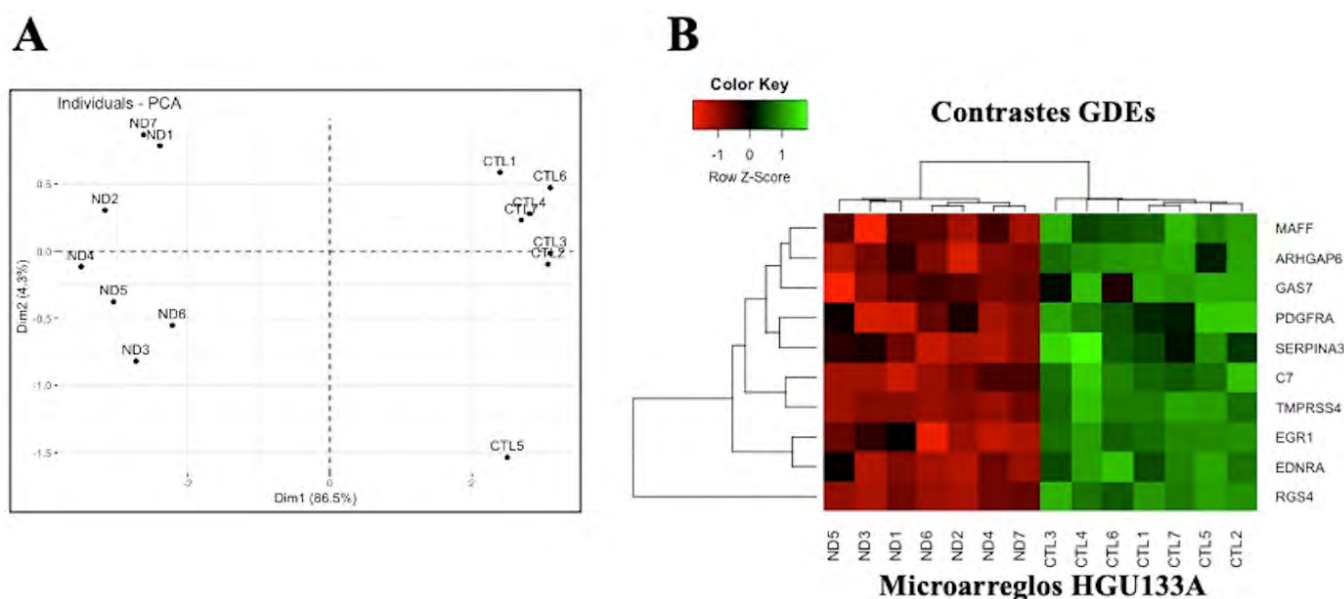 A
Individuals - PCA
ND7
ND1
ND2
ND4
ND5
ND6
ND3
CTL1
CTL6
CTL4
CTL7
CTL3
CTL2
CTL5
0.5
0.0
-0.5
-1.0
-1.5
-2
0
2
Dim2 (4.3%)
Dim1 (86.5%)
B
Color Key
-1 0 1
Row Z-Score
Contrastes GDEs
MAFF
ARHGAP6
GAS7
PDGFRA
SERPINA3
C7
TMPRSS4
EGR1
EDNRA
RGS4
ND5 ND3 ND1 ND6 ND2 ND4 ND7 CTL3 CTL4 CTL6 CTL1 CTL7 CTL5 CTL2
Microarreglos HGU133A